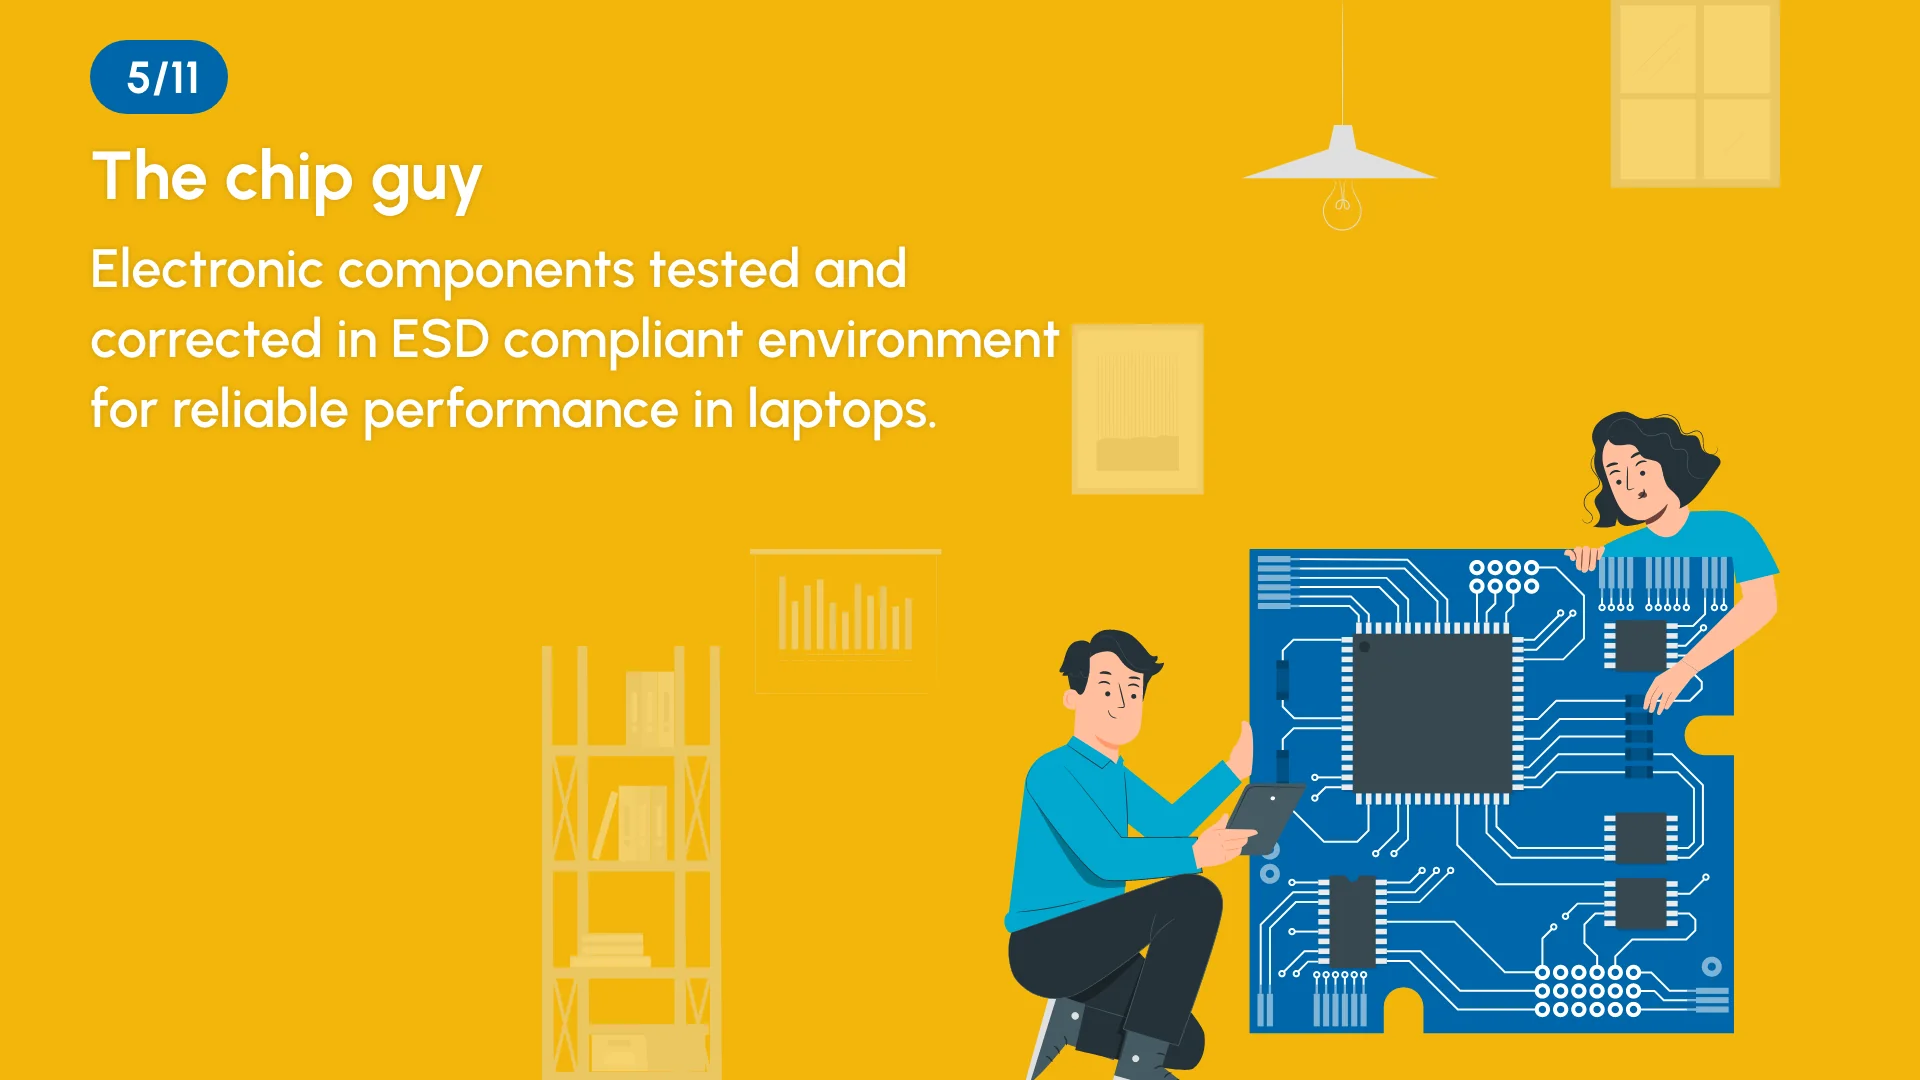 5/11
The chip guy
Electronic components tested and
corrected in ESD compliant environment
for reliable performance in laptops.